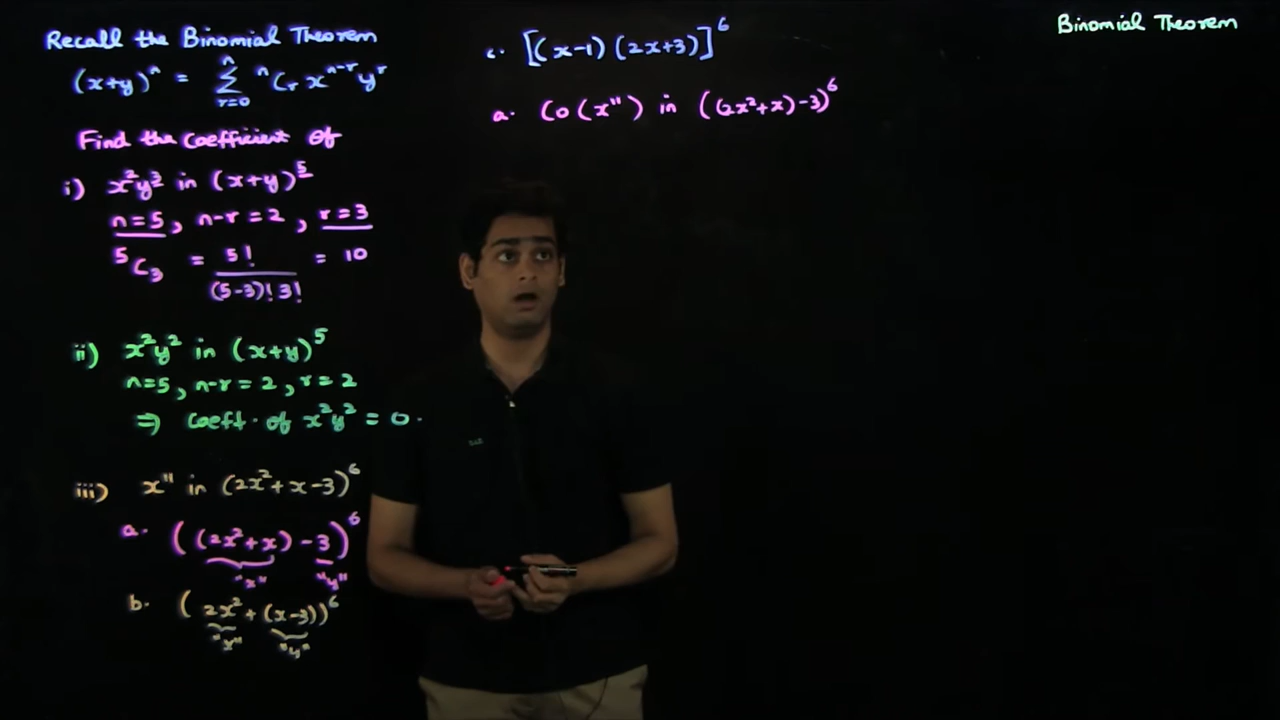 Recall the Binomial Theorem
(x+y)ⁿ = Σ_{r=0}^{n} ⁿCᵣ xⁿ⁻ʳ yʳ
Find the Coefficient of
i) x²y³ in (x+y)⁵
n=5, n-r=2, r=3
⁵C₃ = 5!/((5-3)! 3!) = 10
ii) x²y² in (x+y)⁵
n=5, n-r=2, r=2
⇒ coeff. of x²y² = 0.
iii) x¹¹ in (2x²+x-3)⁶
a. ((2x²+x)-3)⁶
"x" "y"
b. (2x²+(x-3))⁶
"x" "y"
c. [(x-1)(2x+3)]⁶
a. Co(x¹¹) in ((2x²+x)-3)⁶
Binomial Theorem